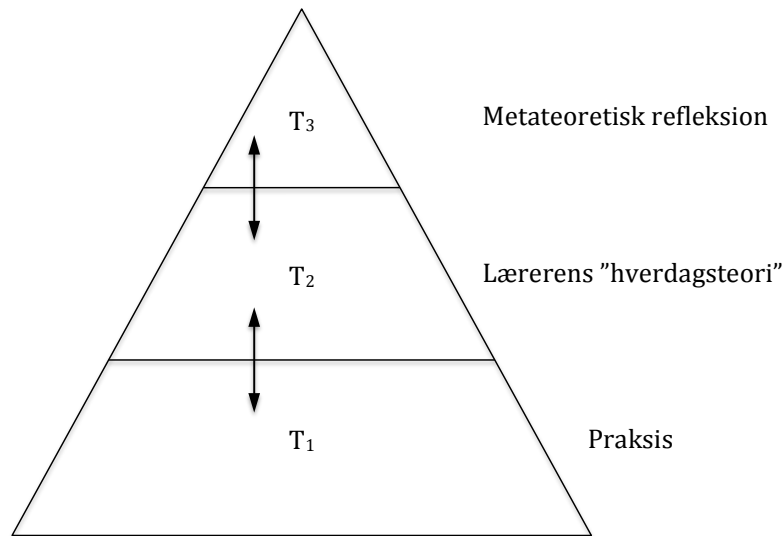 T₃ Metateoretisk refleksion
T₂ Lærerens ”hverdagsteori”
T₁ Praksis